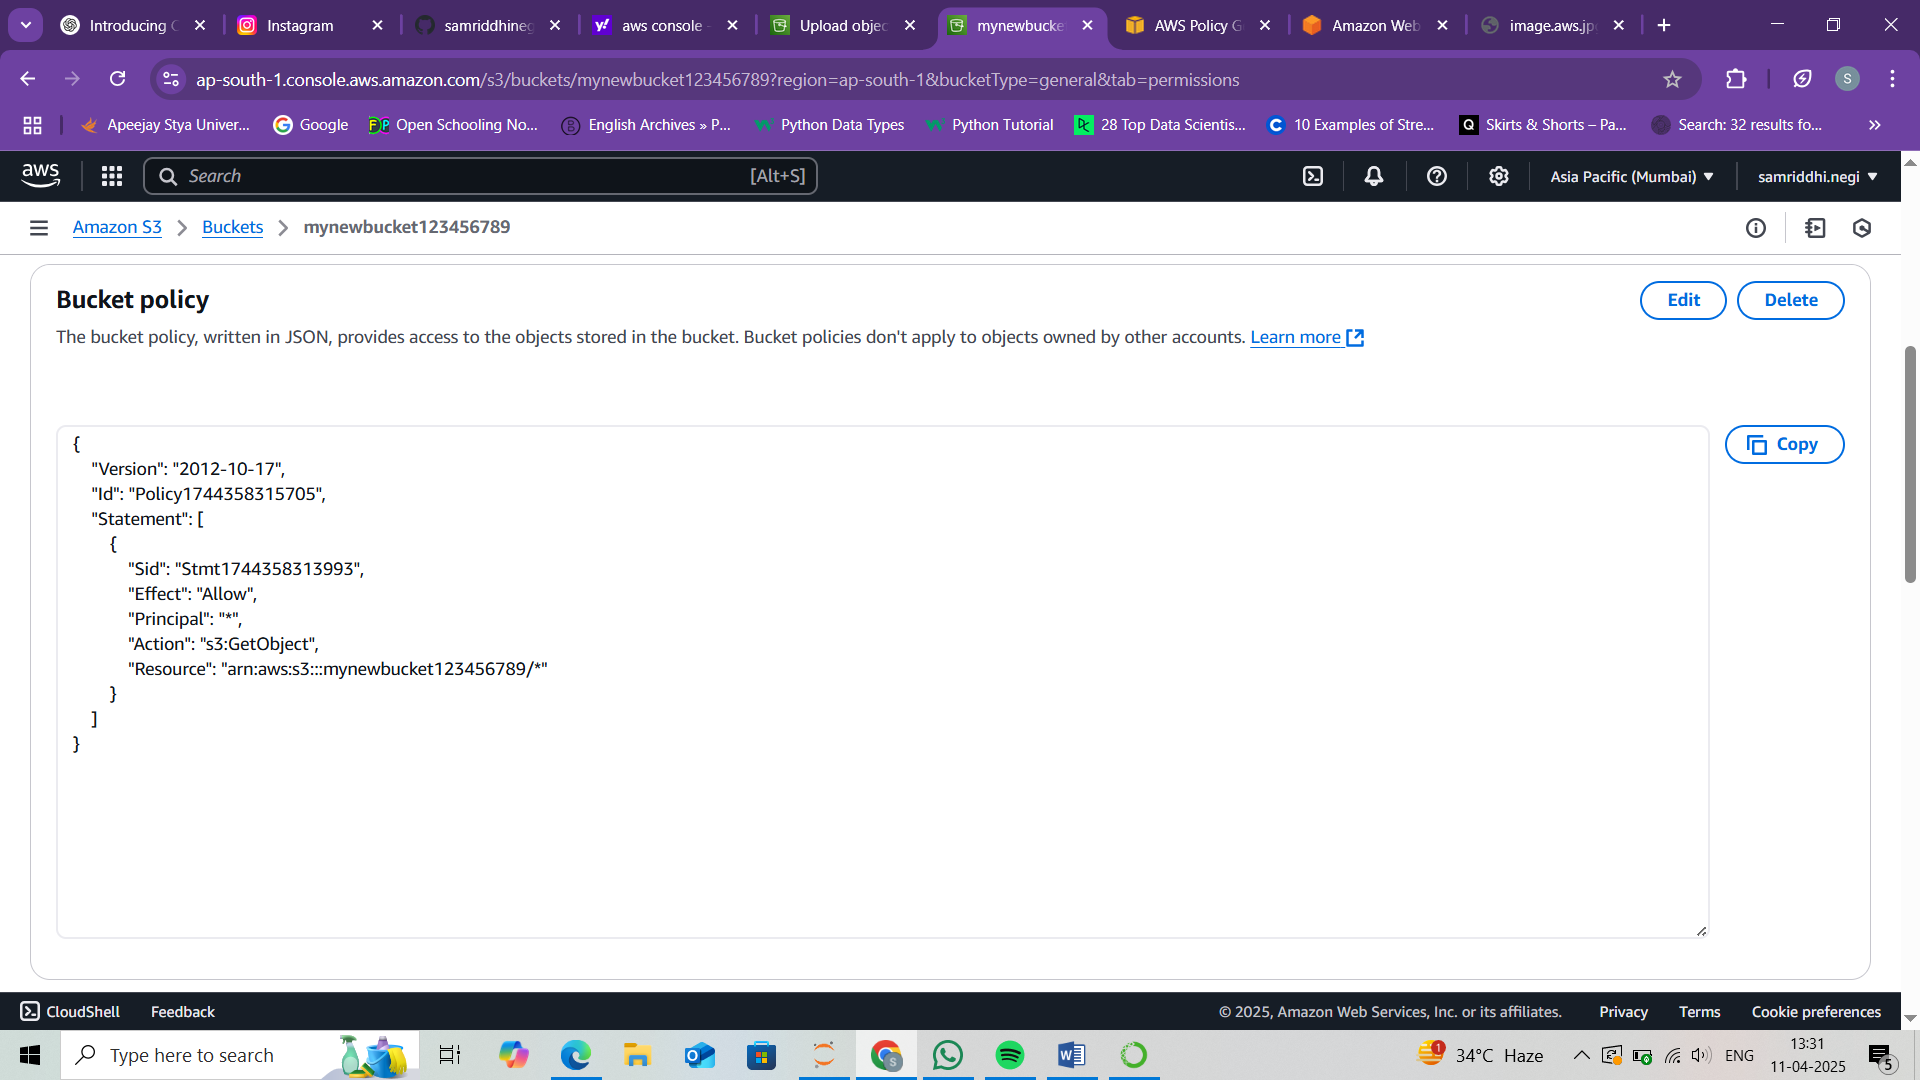 Introducing C
Instagram
samriddhineg
aws console -
Upload objec
mynewbucke
AWS Policy G
Amazon Web
image.aws.jp
ap-south-1.console.aws.amazon.com/s3/buckets/mynewbucket123456789?region=ap-south-1&bucketType=general&tab=permissions
S
Apeejay Stya Univer...
Google
Open Schooling No...
English Archives » P...
Python Data Types
Python Tutorial
28 Top Data Scientis...
10 Examples of Stre...
Skirts & Shorts – Pa...
Search: 32 results fo...
aws
Search
[Alt+S]
Asia Pacific (Mumbai)
samriddhi.negi
Amazon S3
Buckets
mynewbucket123456789
Bucket policy
Edit
Delete
The bucket policy, written in JSON, provides access to the objects stored in the bucket. Bucket policies don't apply to objects owned by other accounts. Learn more
Copy
{
"Version": "2012-10-17",
"Id": "Policy1744358315705",
"Statement": [
{
"Sid": "Stmt1744358313993",
"Effect": "Allow",
"Principal": "*",
"Action": "s3:GetObject",
"Resource": "arn:aws:s3:::mynewbucket123456789/*"
}
]
}
CloudShell
Feedback
© 2025, Amazon Web Services, Inc. or its affiliates.
Privacy
Terms
Cookie preferences
Type here to search
1
34°C Haze
ENG
13:31
11-04-2025
5